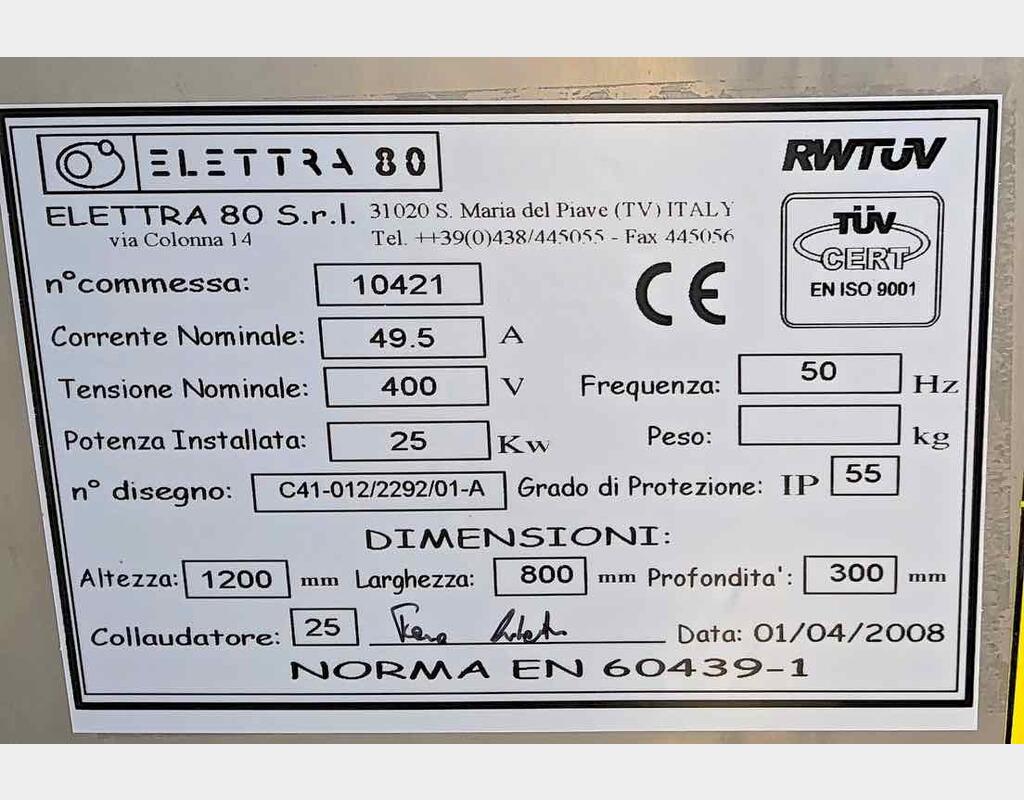 ELETTRA 80
RWTÜV
ELETTRA 80 S.r.l. 31020 S. Maria del Piave (TV) ITALY
via Colonna 14 Tel. ++39(0)438/445055 - Fax 445056
TÜV
CERT
EN ISO 9001
n°commessa: 10421
CE
Corrente Nominale: 49.5 A
Tensione Nominale: 400 V Frequenza: 50 Hz
Potenza Installata: 25 Kw Peso: kg
n° disegno: C41-012/2292/01-A Grado di Protezione: IP 55
DIMENSIONI:
Altezza: 1200 mm Larghezza: 800 mm Profondita': 300 mm
Collaudatore: 25 Data: 01/04/2008
NORMA EN 60439-1